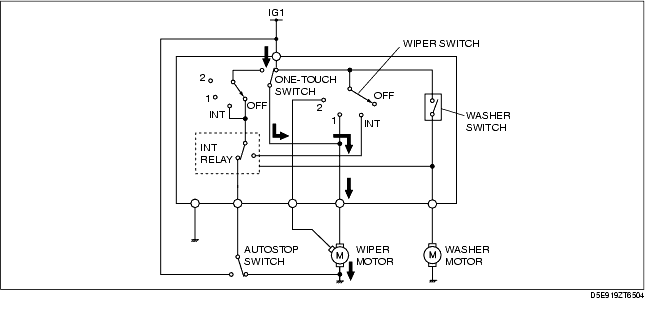 IG1
WIPER SWITCH
2
ONE-TOUCH
SWITCH
1
OFF
INT
2
OFF
1
INT
WASHER
SWITCH
INT
RELAY
AUTOSTOP
SWITCH
M
WIPER
MOTOR
M
WASHER
MOTOR
D5E919ZT6504